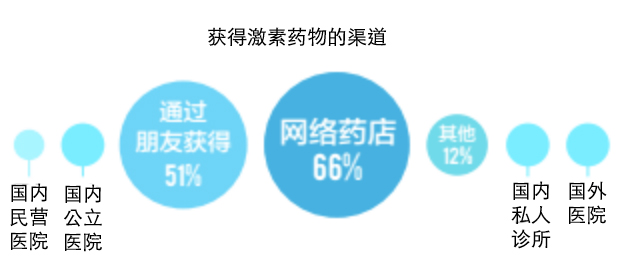 获得激素药物的渠道
国内
民营
医院
国内
公立
医院
通过
朋友获得
51%
网络药店
66%
其他
12%
国内
私人
诊所
国外
医院